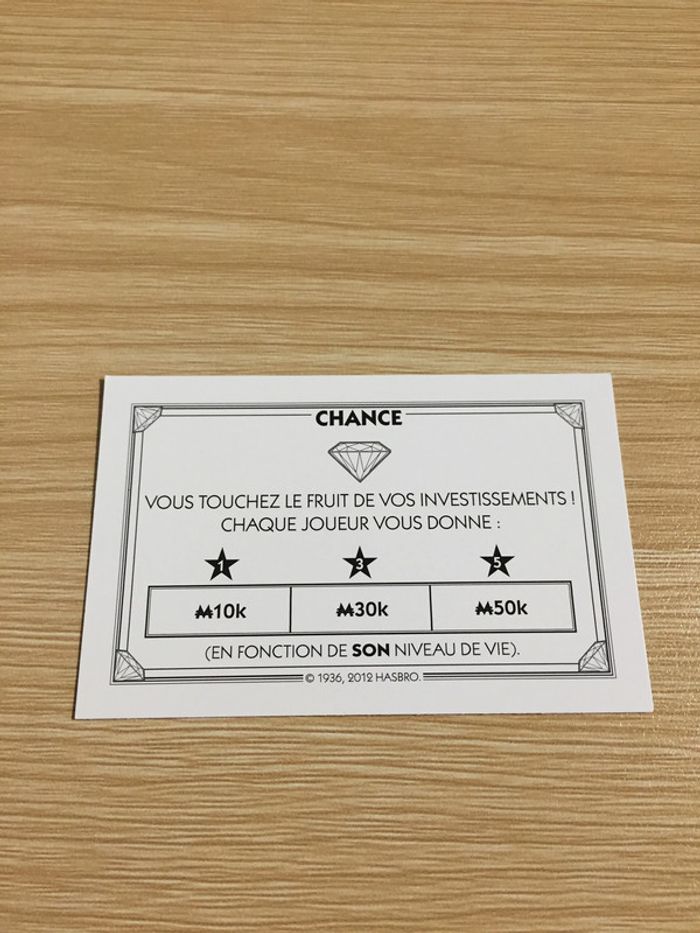 CHANCE
VOUS TOUCHEZ LE FRUIT DE VOS INVESTISSEMENTS !
CHAQUE JOUEUR VOUS DONNE :
1 3 5
₩10k ₩30k ₩50k
(EN FONCTION DE SON NIVEAU DE VIE).
© 1936, 2012 HASBRO.